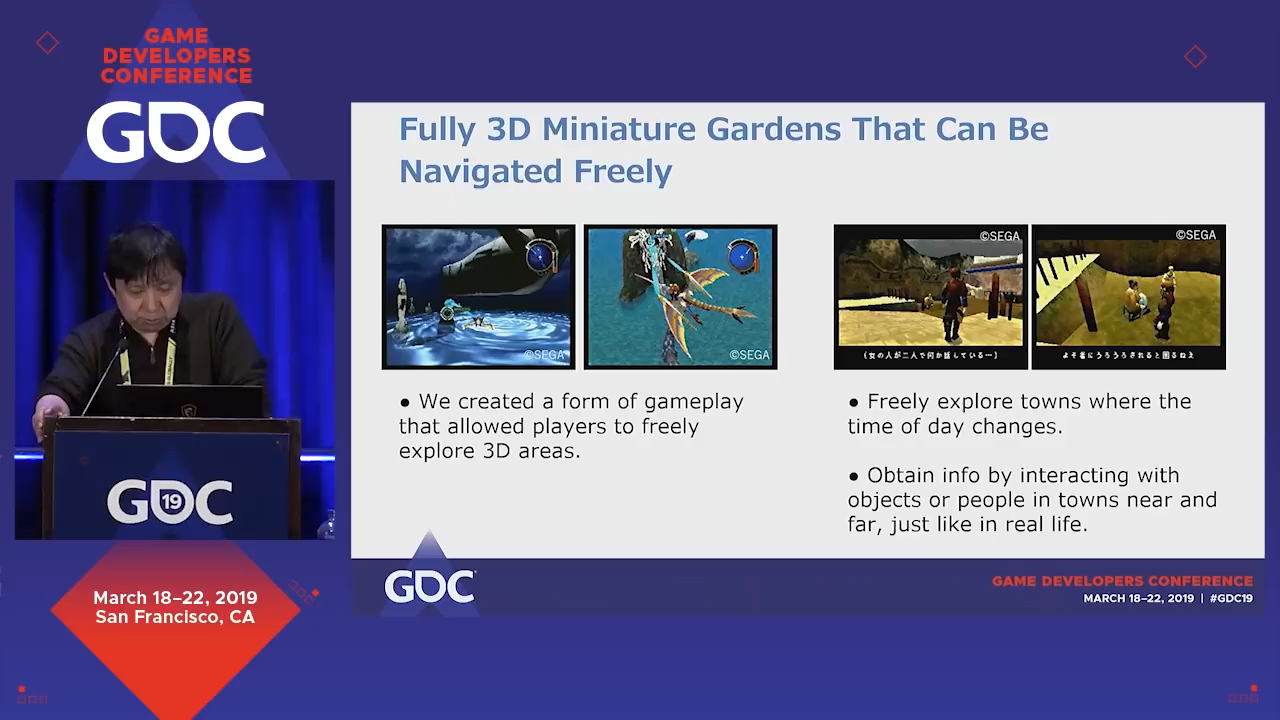 GAME
DEVELOPERS
CONFERENCE
GDC
Fully 3D Miniature Gardens That Can Be
Navigated Freely
©SEGA
©SEGA
©SEGA
(女の人が二人で何か話している…)
©SEGA
よそ者にうろうろされると困るねえ
● We created a form of gameplay
that allowed players to freely
explore 3D areas.
● Freely explore towns where the
time of day changes.
● Obtain info by interacting with
objects or people in towns near and
far, just like in real life.
GDC
19
March 18–22, 2019
San Francisco, CA
GDC
GAME DEVELOPERS CONFERENCE
MARCH 18–22, 2019 | #GDC19